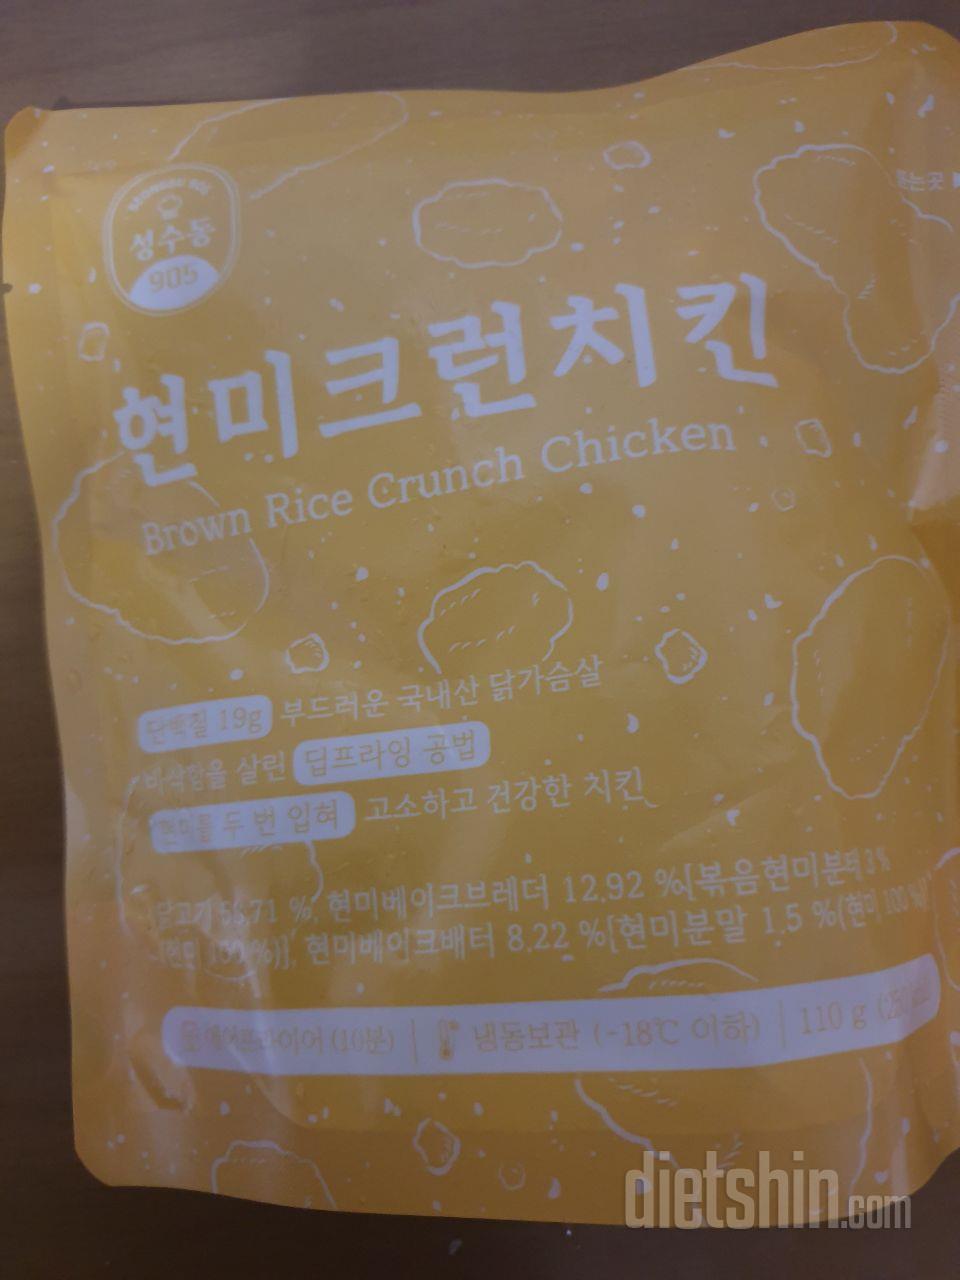 SEONGSU 905
성수동
905
뜯는곳
현미크런치킨
Brown Rice Crunch Chicken
단백질 19g 부드러운 국내산 닭가슴살
바삭함을 살린 딥프라잉 공법
현미를 두 번 입혀 고소하고 건강한 치킨
닭고기 56.71 %, 현미베이크브레더 12.92 %[볶음현미분태 3 %
(현미 100 %)], 현미베이크배터 8.22 %[현미분말 1.5 %(현미 100 %)]
에어프라이어 (10분) | 냉동보관 (-18℃ 이하) | 110 g
dietshin.com